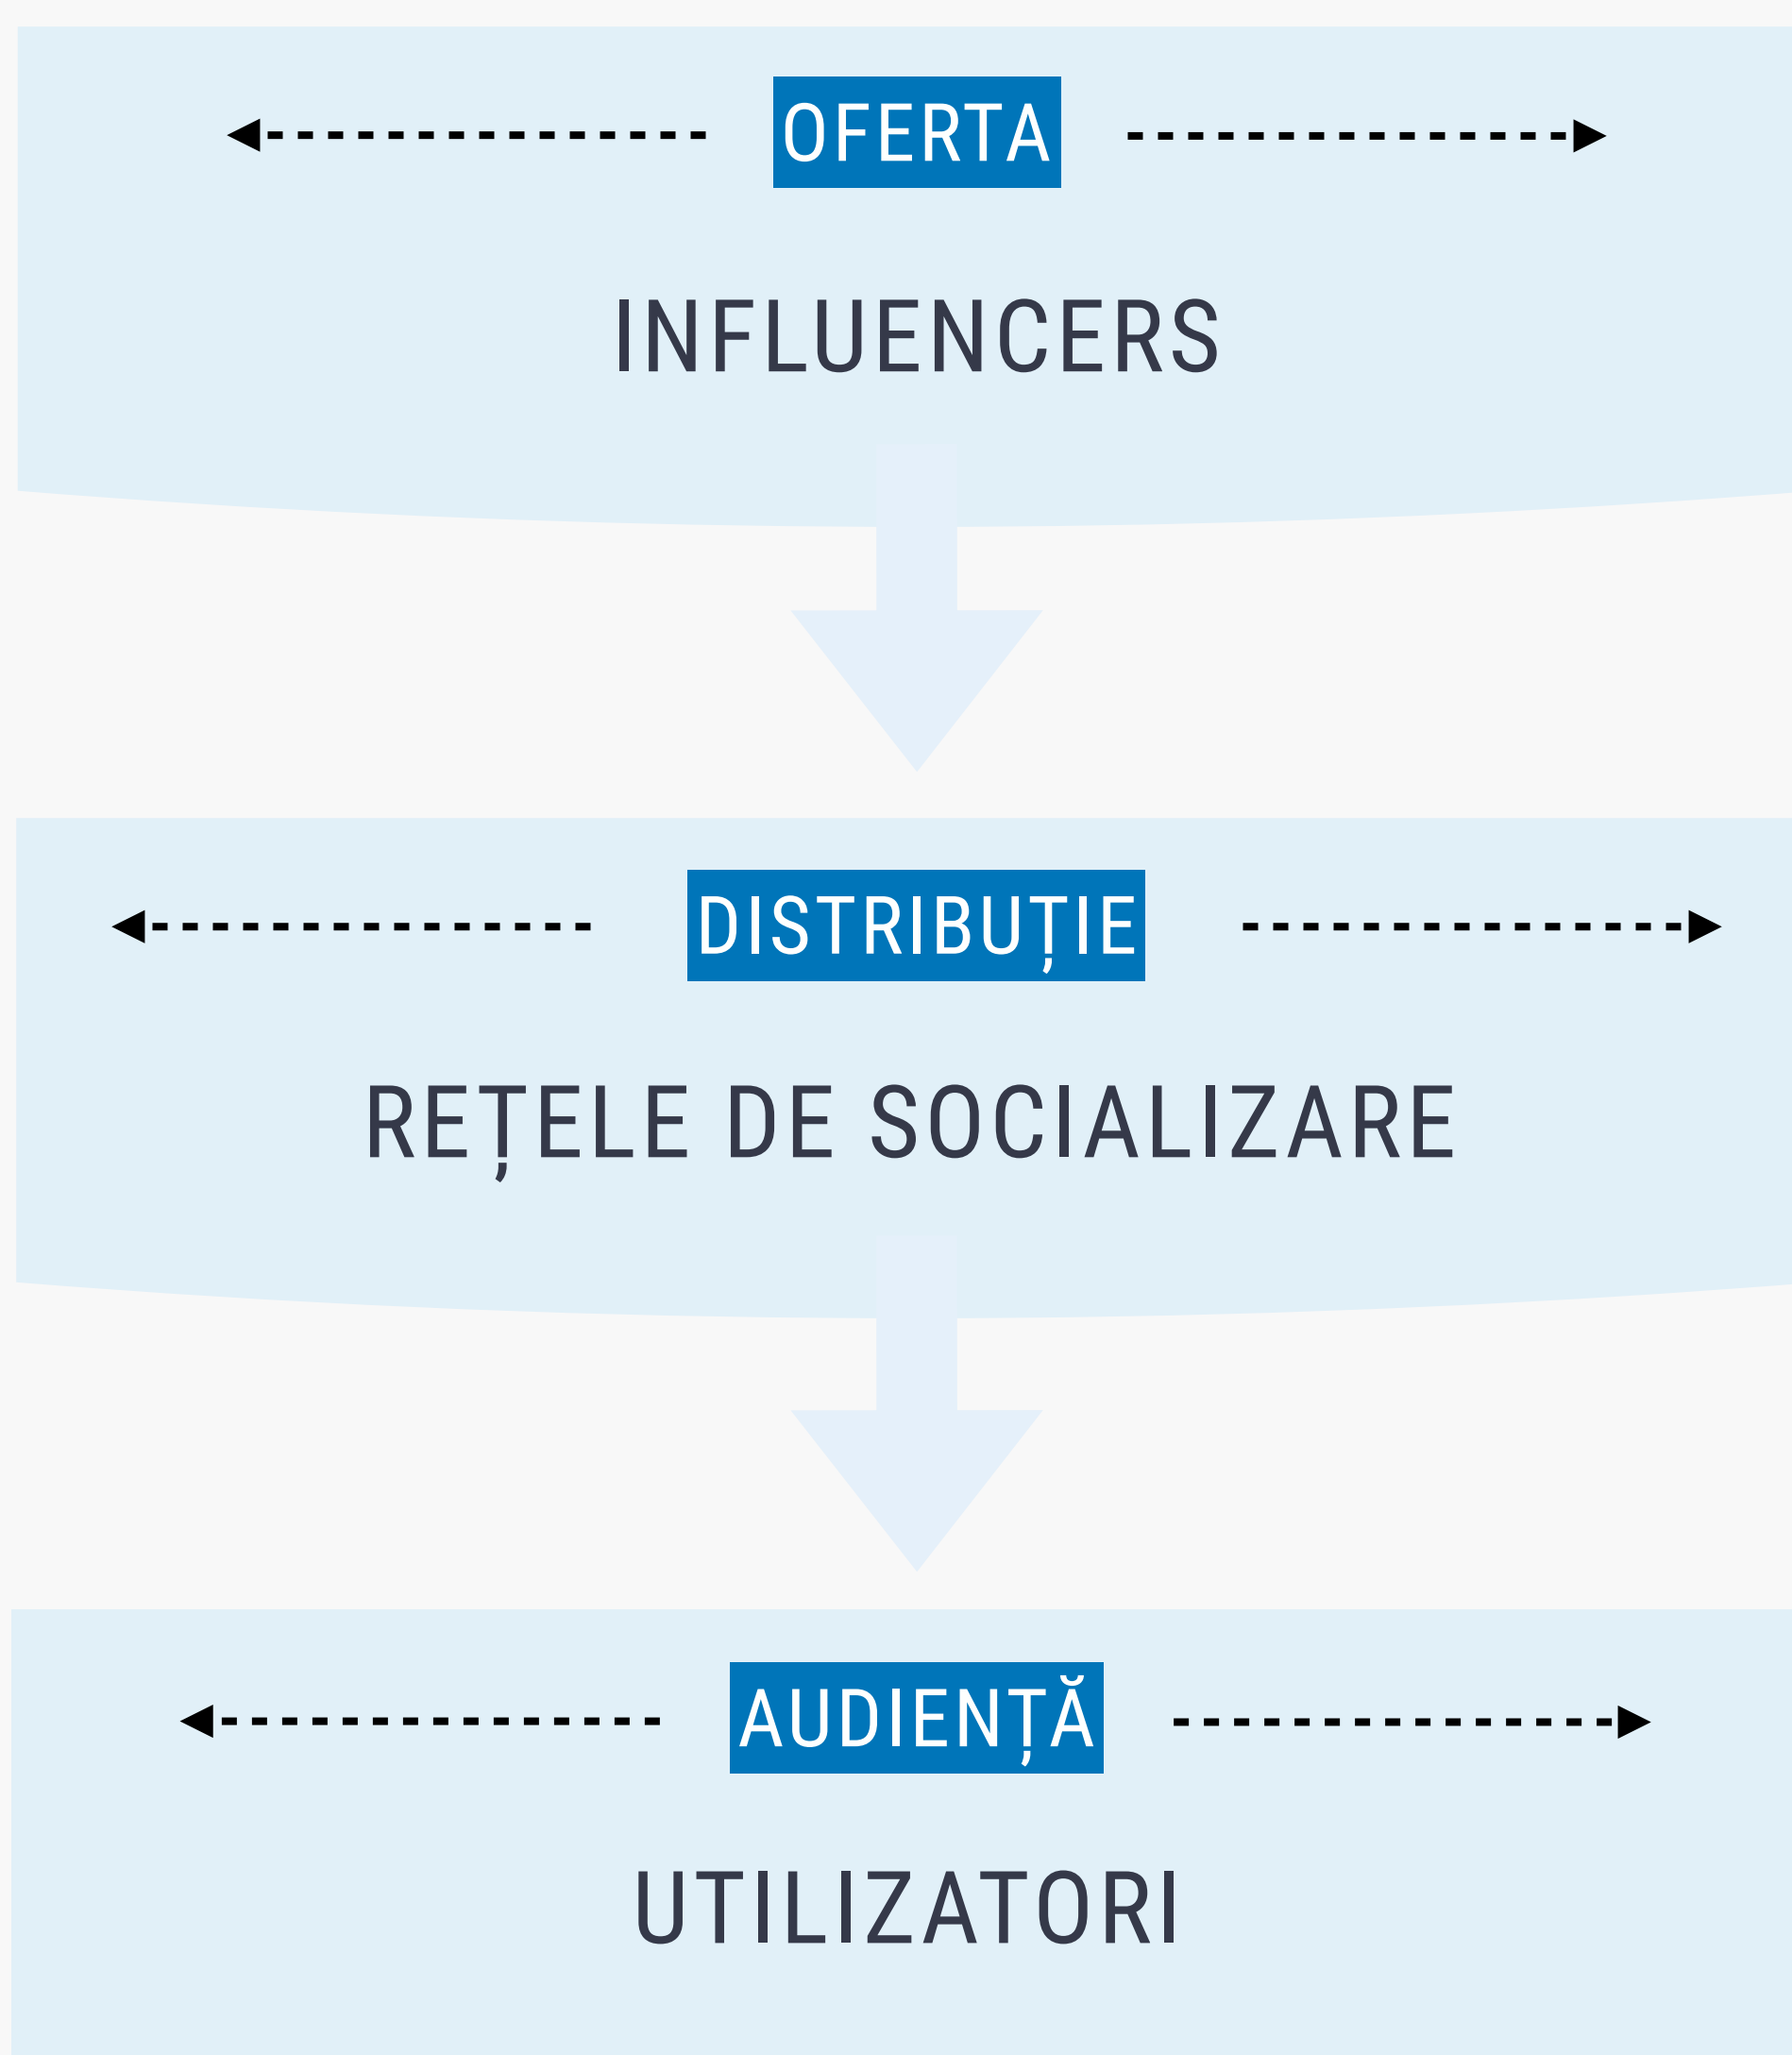 OFERTA
INFLUENCERS
DISTRIBUȚIE
REȚELE DE SOCIALIZARE
AUDIENȚĂ
UTILIZATORI